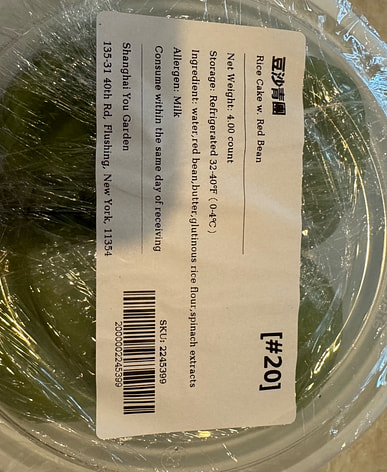 豆沙青團
Rice Cake w. Red Bean
[#20]
Net Weight: 4.00 count
Storage: Refrigerated 32-40°F（0-4℃）
Ingredient: water,red bean,butter,glutinous rice flour,spinach extracts
Allergen: Milk
Consume within the same day of receiving
Shanghai You Garden
135-31 40th Rd, Flushing, New York, 11354
SKU: 2245399
2000002245399